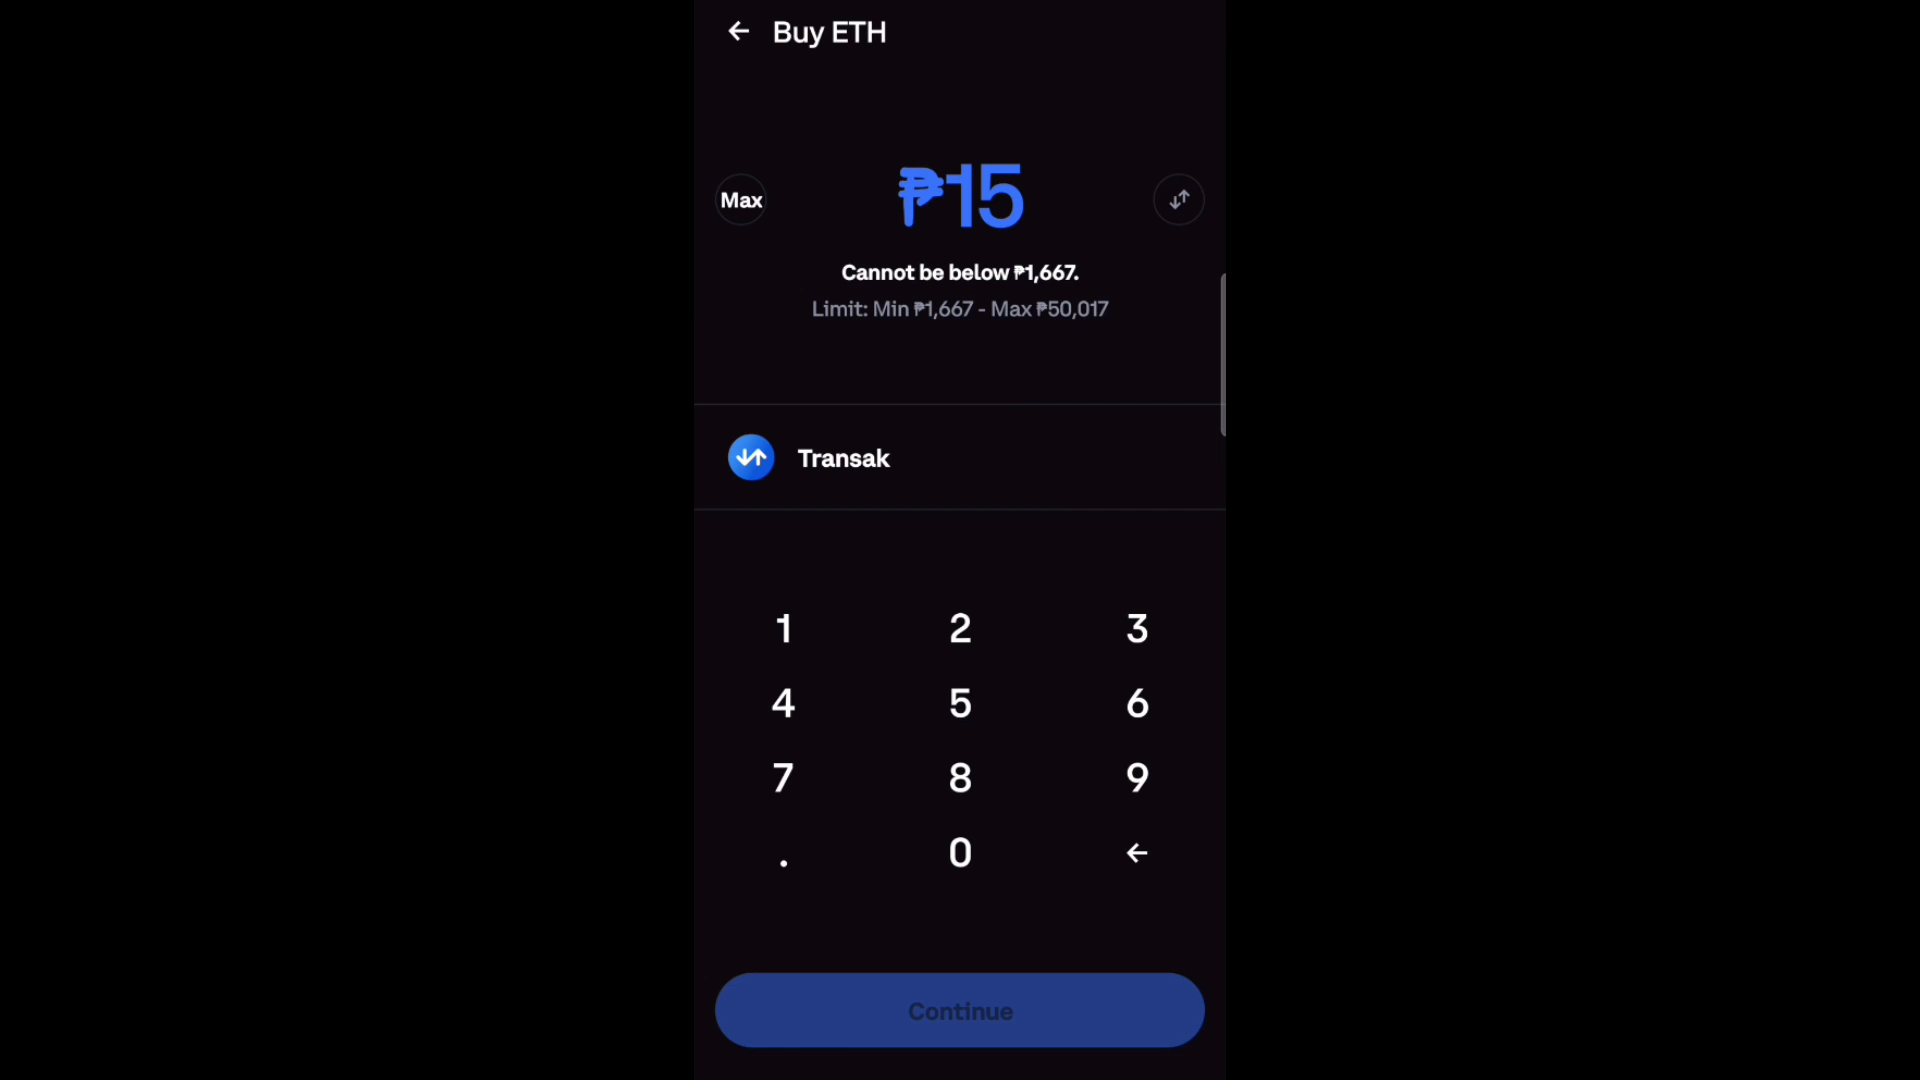 Buy ETH
Max
₱15
Cannot be below ₱1,667.
Limit: Min ₱1,667 - Max ₱50,017
Transak
1 2 3
4 5 6
7 8 9
. 0
Continue